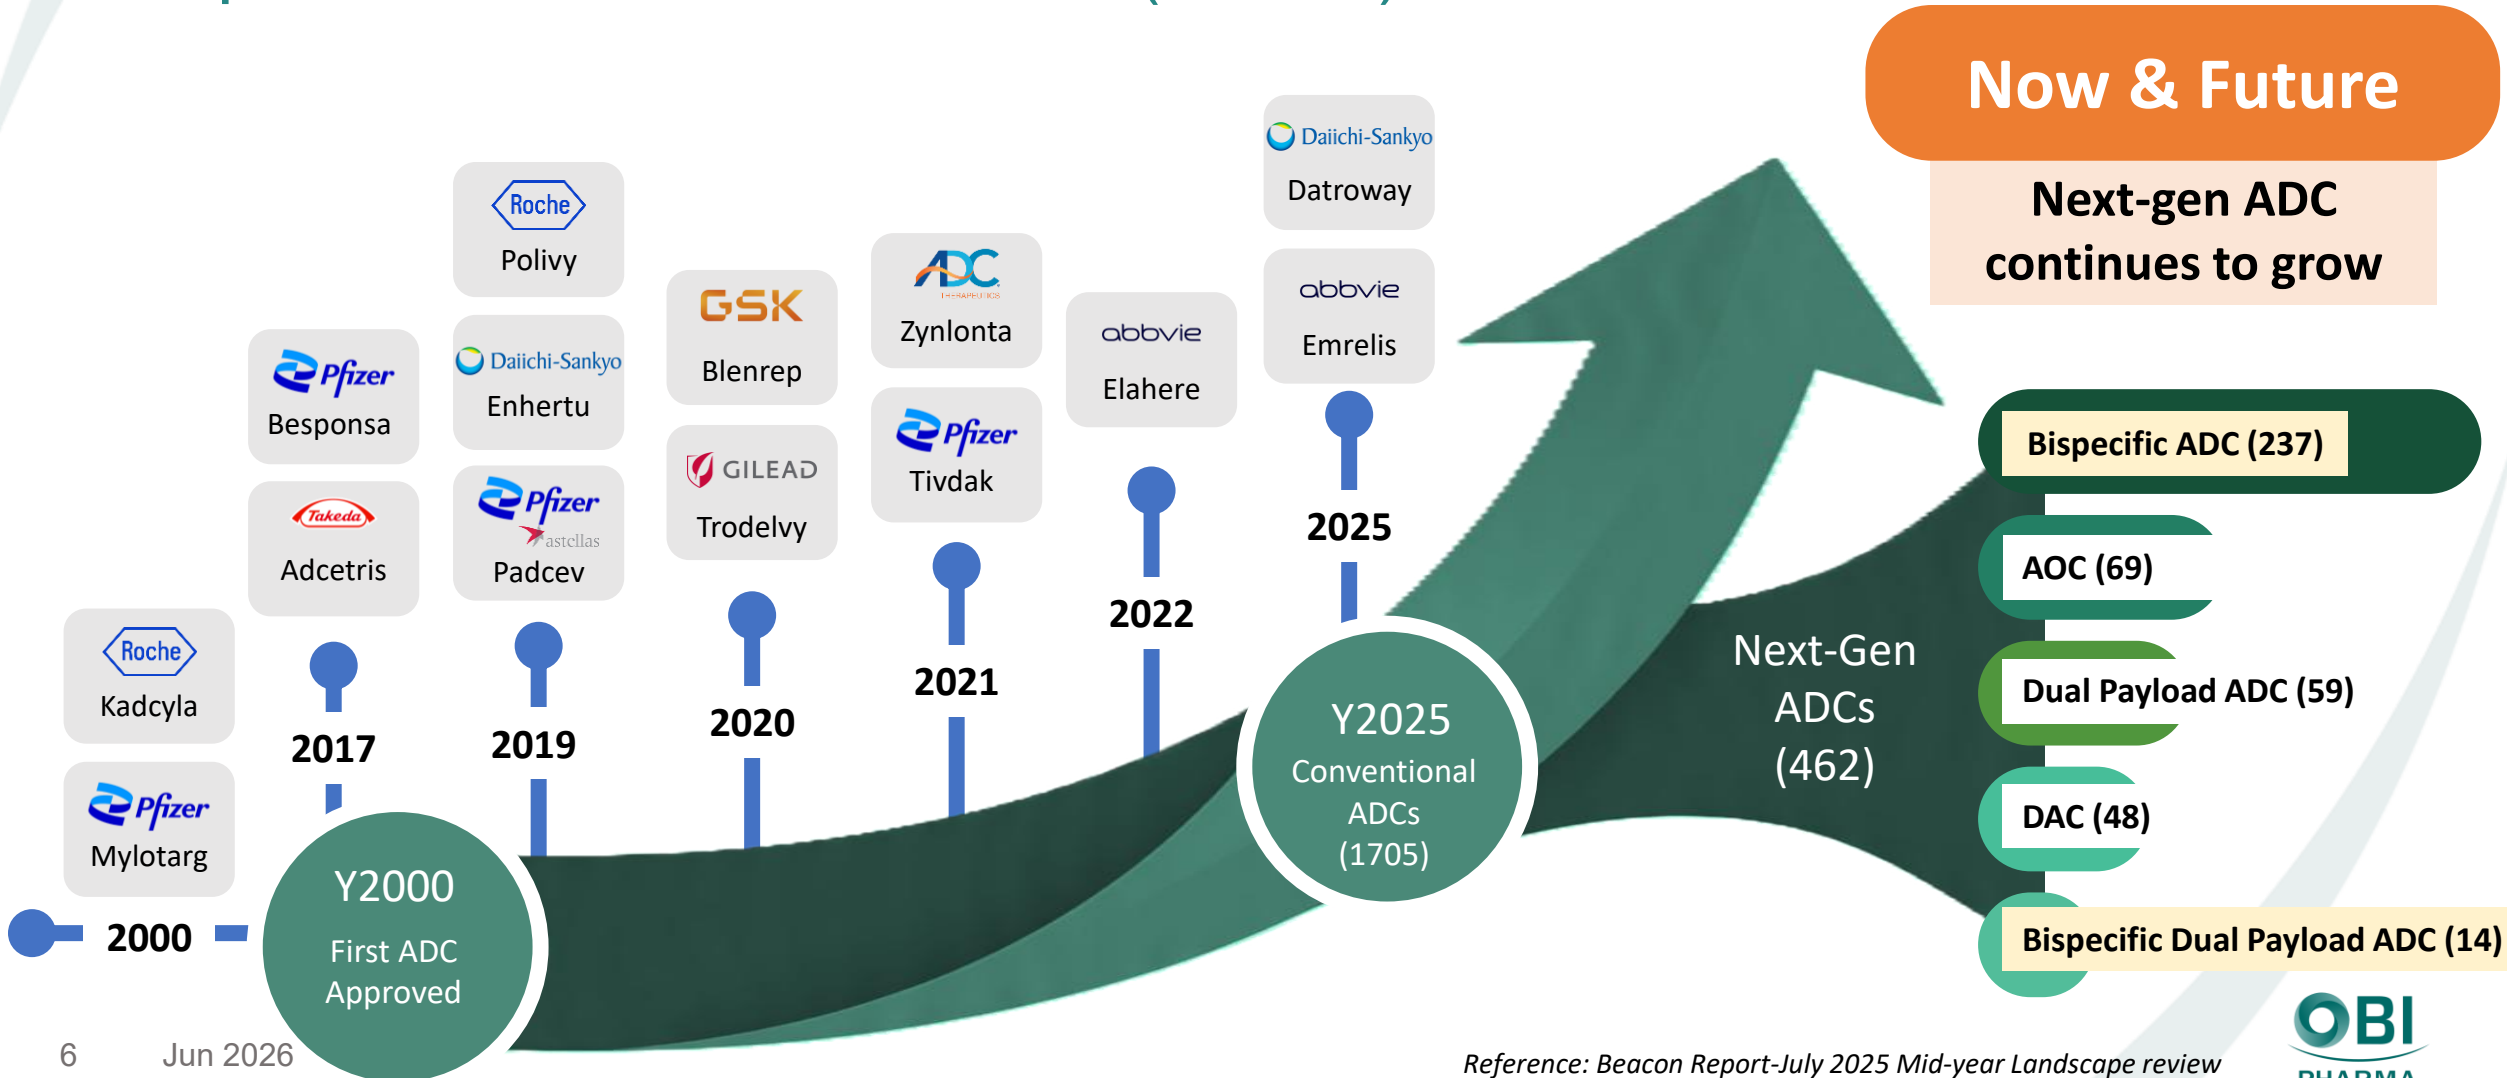 Now & Future
Next-gen ADC
continues to grow
Roche
Kadcyla
Pfizer
Mylotarg
2000
Pfizer
Besponsa
Takeda
Adcetris
2017
Roche
Polivy
Daiichi-Sankyo
Enhertu
Pfizer
astellas
Padcev
2019
GSK
Blenrep
GILEAD
Trodelvy
2020
ADC
THERAPEUTICS
Zynlonta
Pfizer
Tivdak
2021
abbvie
Elahere
2022
Daiichi-Sankyo
Datroway
abbvie
Emrelis
2025
Y2000
First ADC
Approved
Y2025
Conventional
ADCs
(1705)
Next-Gen
ADCs
(462)
Bispecific ADC (237)
AOC (69)
Dual Payload ADC (59)
DAC (48)
Bispecific Dual Payload ADC (14)
6
Jun 2026
Reference: Beacon Report-July 2025 Mid-year Landscape review
OBI
PHARMA